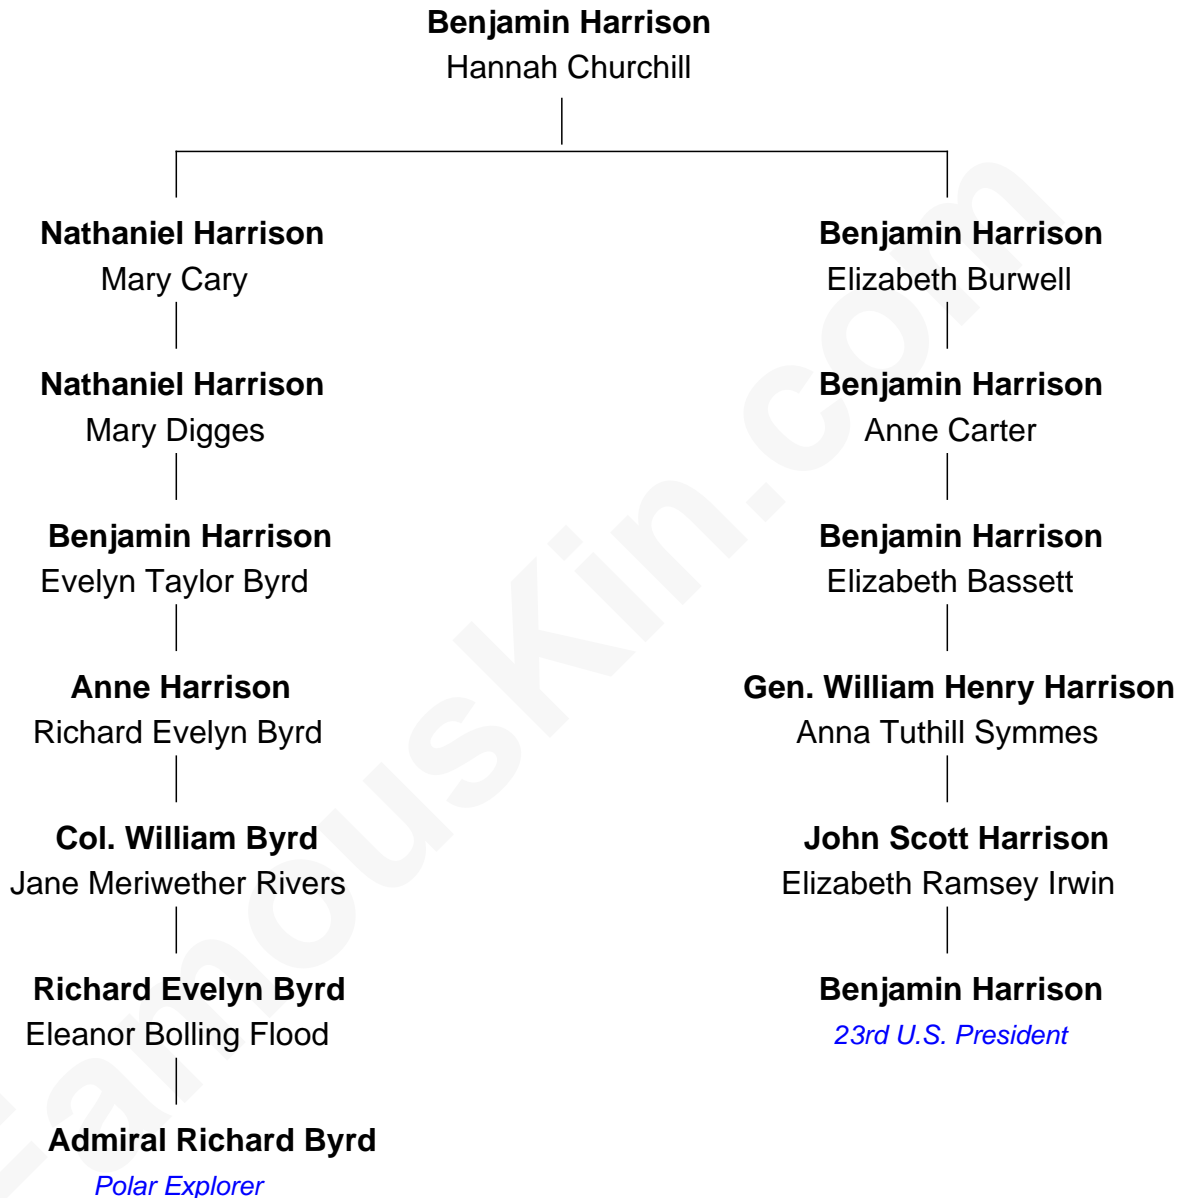 Benjamin Harrison
Hannah Churchill
Nathaniel Harrison
Mary Cary
Benjamin Harrison
Elizabeth Burwell
Nathaniel Harrison
Mary Digges
Benjamin Harrison
Anne Carter
Benjamin Harrison
Evelyn Taylor Byrd
Benjamin Harrison
Elizabeth Bassett
Anne Harrison
Richard Evelyn Byrd
Gen. William Henry Harrison
Anna Tuthill Symmes
Col. William Byrd
Jane Meriwether Rivers
John Scott Harrison
Elizabeth Ramsey Irwin
Richard Evelyn Byrd
Eleanor Bolling Flood
Benjamin Harrison
23rd U.S. President
Admiral Richard Byrd
Polar Explorer
FamousKin.com